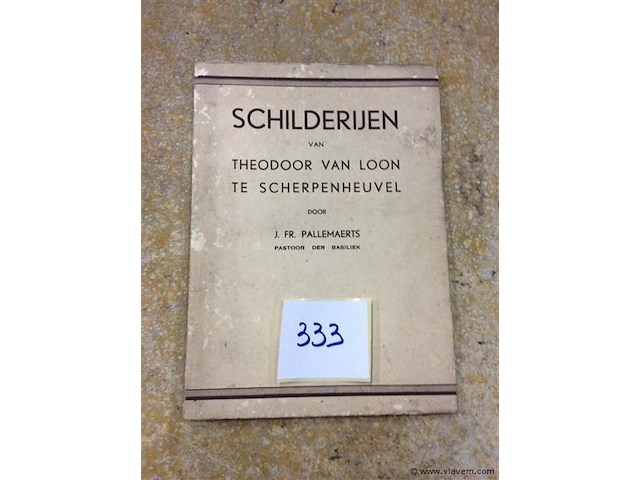 SCHILDERIJEN
VAN
THEODOOR VAN LOON
TE SCHERPENHEUVEL
DOOR
J. FR. PALLEMAERTS
PASTOOR DER BASILIEK
333
© www.vlavem.com